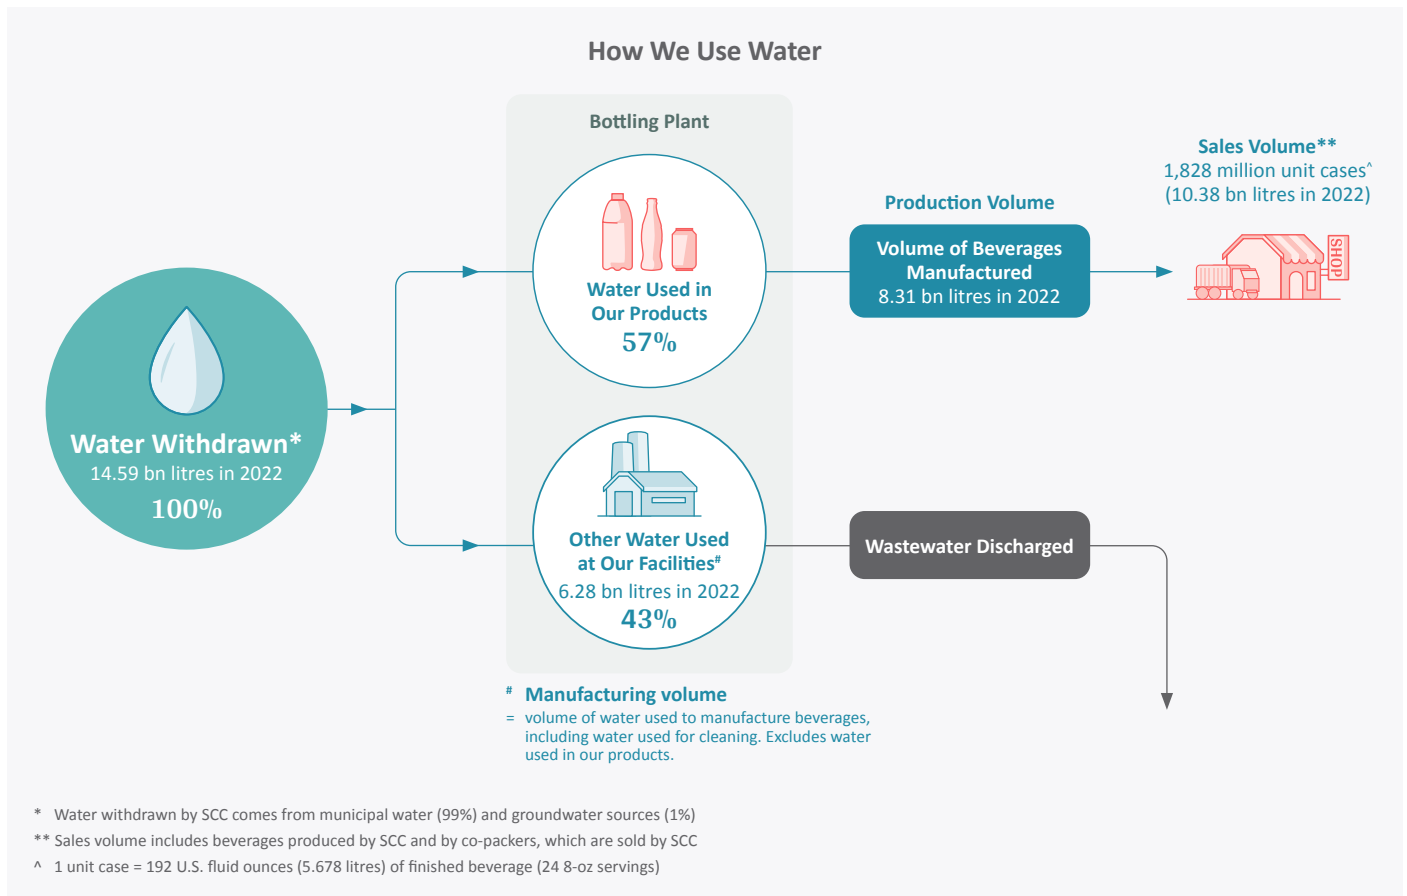 How We Use Water
Bottling Plant
Water Withdrawn*
14.59 bn litres in 2022
100%
Water Used in
Our Products
57%
Production Volume
Volume of Beverages
Manufactured
8.31 bn litres in 2022
Sales Volume**
1,828 million unit cases^
(10.38 bn litres in 2022)
SHOP
Other Water Used
at Our Facilities#
6.28 bn litres in 2022
43%
Wastewater Discharged
# Manufacturing volume
= volume of water used to manufacture beverages,
including water used for cleaning. Excludes water
used in our products.
* Water withdrawn by SCC comes from municipal water (99%) and groundwater sources (1%)
** Sales volume includes beverages produced by SCC and by co-packers, which are sold by SCC
^ 1 unit case = 192 U.S. fluid ounces (5.678 litres) of finished beverage (24 8-oz servings)